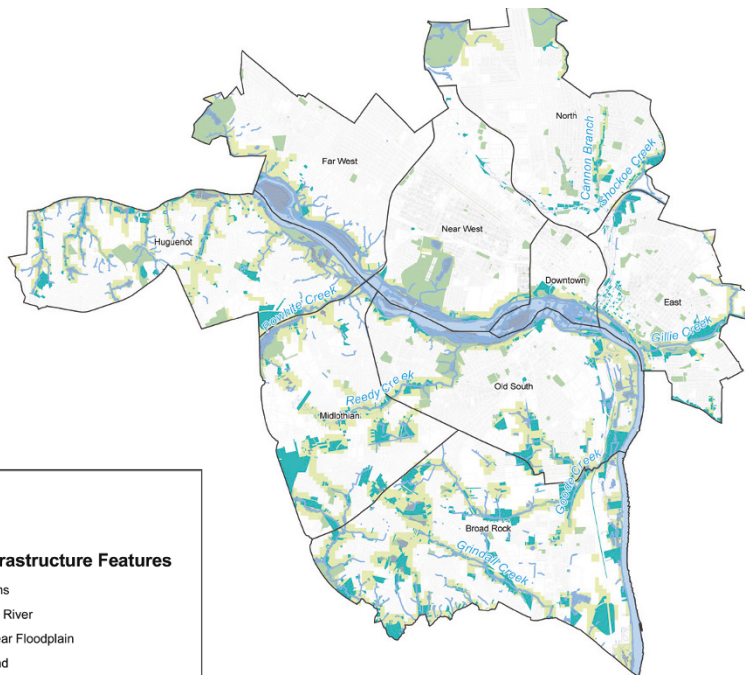 North
Cannon Branch
Shockoe Creek
Far West
Near West
Huguenot
Downtown
East
Powhite Creek
Gillie Creek
Reedy Creek
Old South
Midlothian
Goode Creek
Broad Rock
Grindall Creek
rastructure Features
ns
River
ear Floodplain
nd